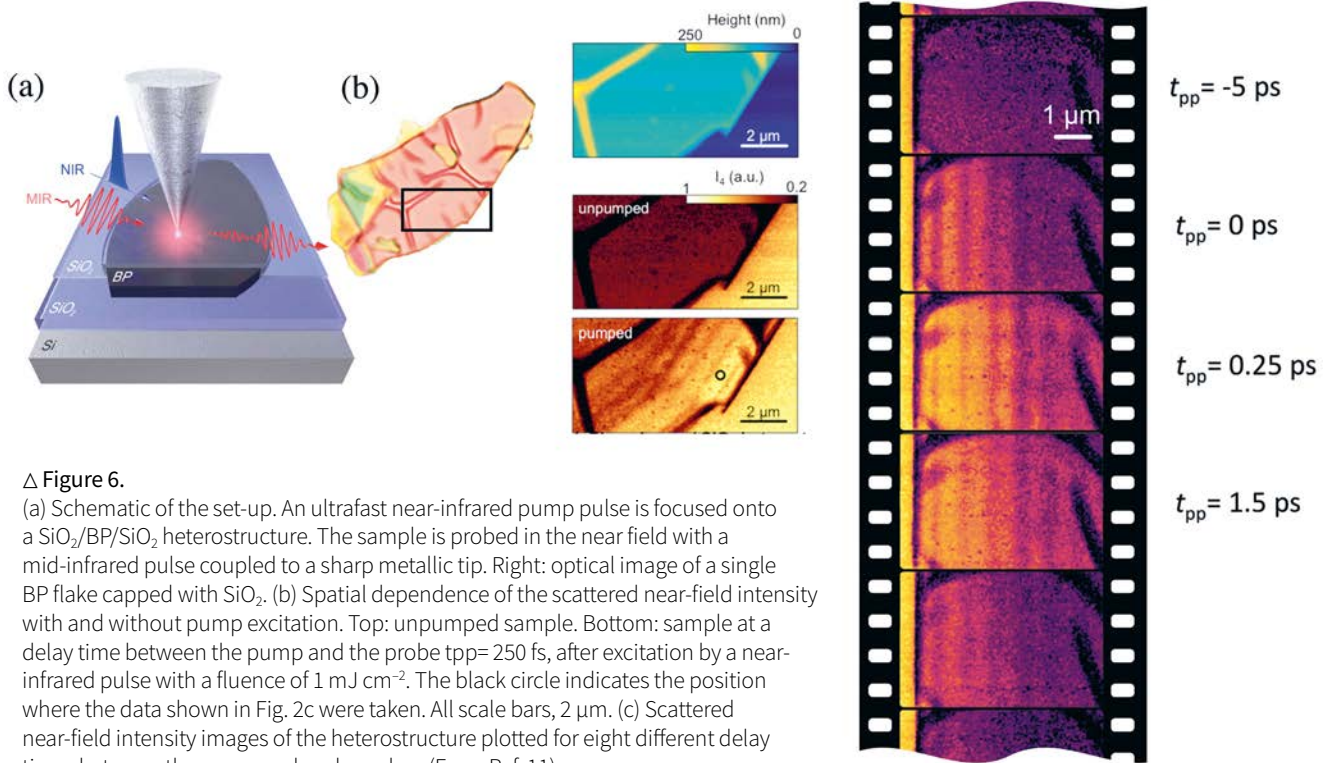 (a)
NIR
MIR
SiO₂
BP
SiO₂
Si
(b)
Height (nm)
250 0
2 µm
I₄ (a.u.)
1 0.2
unpumped
2 µm
pumped
2 µm
1 µm
tpp= -5 ps
tpp= 0 ps
tpp= 0.25 ps
tpp= 1.5 ps
△ Figure 6.
(a) Schematic of the set-up. An ultrafast near-infrared pump pulse is focused onto
a SiO₂/BP/SiO₂ heterostructure. The sample is probed in the near field with a
mid-infrared pulse coupled to a sharp metallic tip. Right: optical image of a single
BP flake capped with SiO₂. (b) Spatial dependence of the scattered near-field intensity
with and without pump excitation. Top: unpumped sample. Bottom: sample at a
delay time between the pump and the probe tpp= 250 fs, after excitation by a near-
infrared pulse with a fluence of 1 mJ cm⁻². The black circle indicates the position
where the data shown in Fig. 2c were taken. All scale bars, 2 µm. (c) Scattered
near-field intensity images of the heterostructure plotted for eight different delay